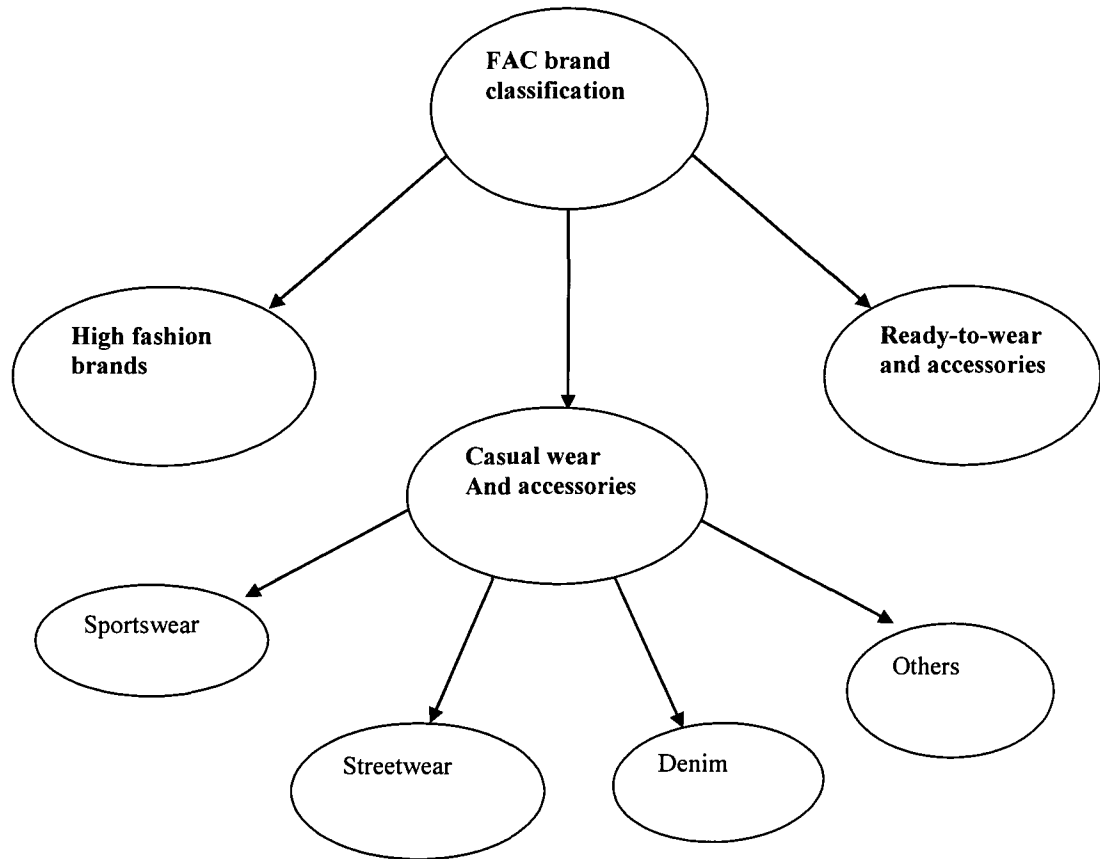 FAC brand
classification
High fashion
brands
Ready-to-wear
and accessories
Casual wear
And accessories
Sportswear
Others
Streetwear
Denim